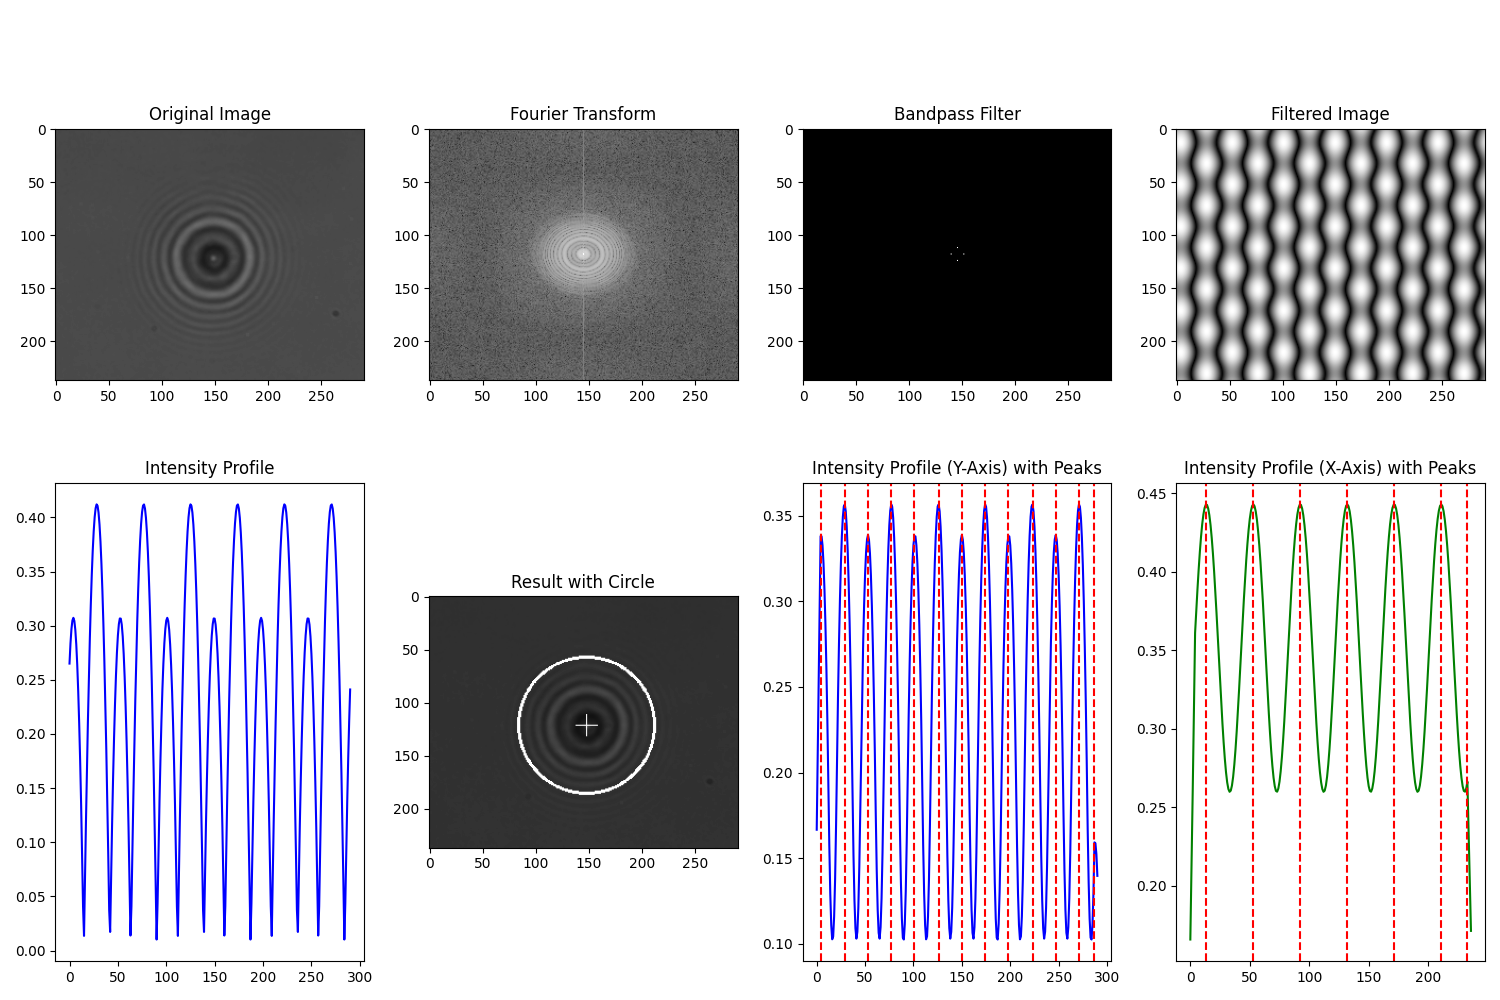 Original Image
Fourier Transform
Bandpass Filter
Filtered Image
0
50
100
150
200
0 50 100 150 200 250
0
50
100
150
200
0 50 100 150 200 250
0
50
100
150
200
0 50 100 150 200 250
0
50
100
150
200
0 50 100 150 200 250
Intensity Profile
0.40
0.35
0.30
0.25
0.20
0.15
0.10
0.05
0.00
0 50 100 150 200 250 300
Result with Circle
0
50
100
150
200
0 50 100 150 200 250
Intensity Profile (Y-Axis) with Peaks
0.35
0.30
0.25
0.20
0.15
0.10
0 50 100 150 200 250 300
Intensity Profile (X-Axis) with Peaks
0.45
0.40
0.35
0.30
0.25
0.20
0 50 100 150 200